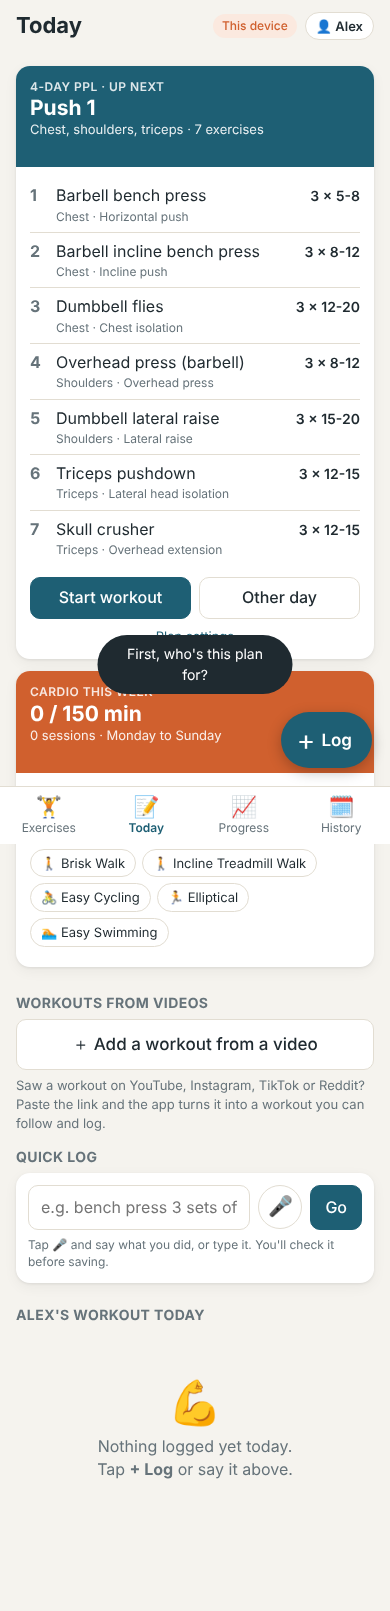 Today
This device
Alex
4-DAY PPL · UP NEXT
Push 1
Chest, shoulders, triceps · 7 exercises
1 Barbell bench press 3 × 5-8
Chest · Horizontal push
2 Barbell incline bench press 3 × 8-12
Chest · Incline push
3 Dumbbell flies 3 × 12-20
Chest · Chest isolation
4 Overhead press (barbell) 3 × 8-12
Shoulders · Overhead press
5 Dumbbell lateral raise 3 × 15-20
Shoulders · Lateral raise
6 Triceps pushdown 3 × 12-15
Triceps · Lateral head isolation
7 Skull crusher 3 × 12-15
Triceps · Overhead extension
Start workout
Other day
First, who's this plan
for?
CARDIO THIS WEEK
0 / 150 min
0 sessions · Monday to Sunday
+ Log
Exercises
Today
Progress
History
Brisk Walk
Incline Treadmill Walk
Easy Cycling
Elliptical
Easy Swimming
WORKOUTS FROM VIDEOS
+ Add a workout from a video
Saw a workout on YouTube, Instagram, TikTok or Reddit?
Paste the link and the app turns it into a workout you can
follow and log.
QUICK LOG
e.g. bench press 3 sets of
Go
Tap 🎤 and say what you did, or type it. You'll check it
before saving.
ALEX'S WORKOUT TODAY
Nothing logged yet today.
Tap + Log or say it above.